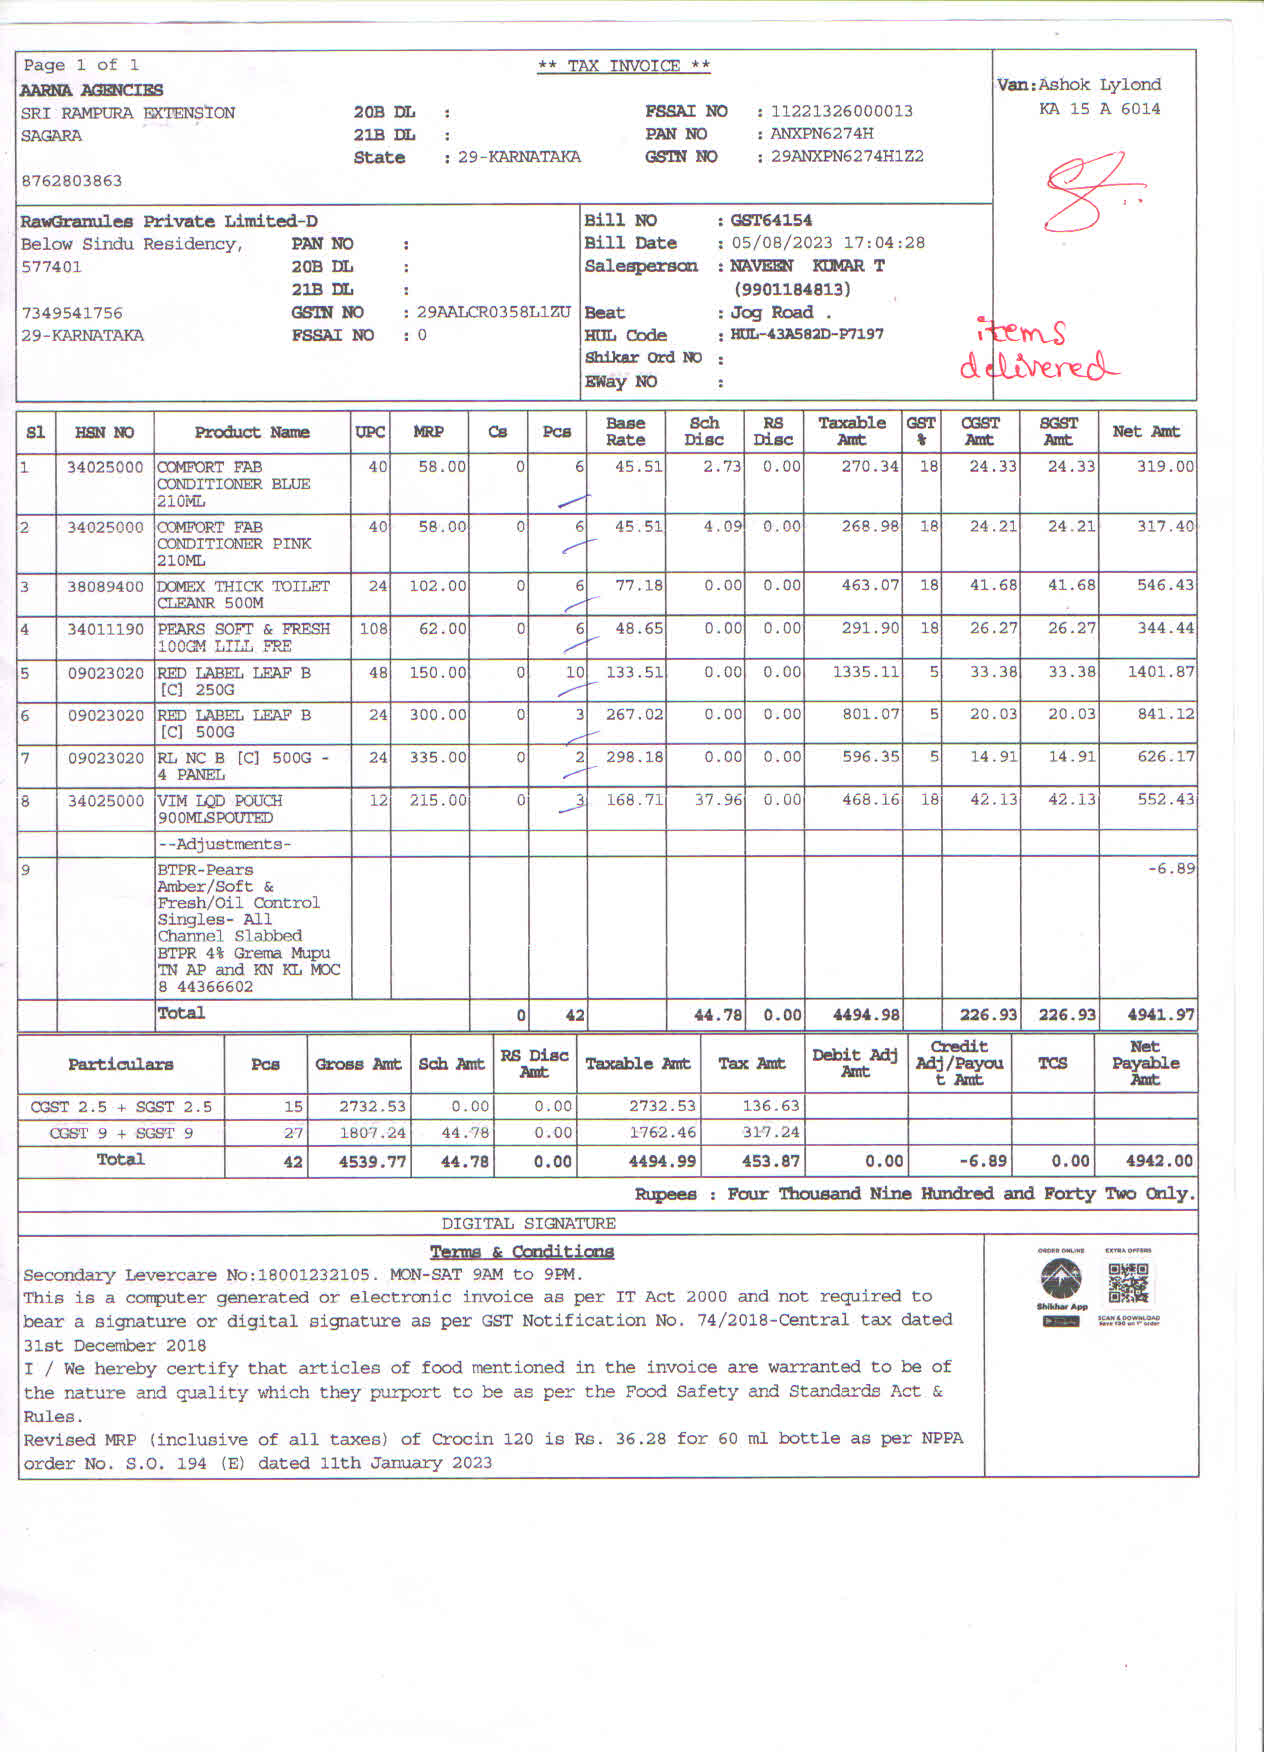 Page 1 of 1
** TAX INVOICE **
AARNA AGENCIES
SRI RAMPURA EXTENSION
SAGARA
8762803863
20B DL :
21B DL :
State : 29-KARNATAKA
FSSAI NO : 11221326000013
PAN NO : ANXPN6274H
GSTN NO : 29ANXPN6274H1Z2
Van:Ashok Lylond
KA 15 A 6014
RawGranules Private Limited-D
Below Sindu Residency,
577401
7349541756
29-KARNATAKA
PAN NO :
20B DL :
21B DL :
GSTN NO : 29AALCR0358L1ZU
FSSAI NO : 0
Bill NO : GST64154
Bill Date : 05/08/2023 17:04:28
Salesperson : NAVEEN KUMAR T
(9901184813)
Beat : Jog Road .
HUL Code : HUL-43A582D-P7197
Shikar Ord NO :
EWay NO :
items
delivered
Sl HSN NO Product Name UPC MRP Cs Pcs Base Rate Sch Disc RS Disc Taxable Amt GST % CGST Amt SGST Amt Net Amt
1 34025000 COMFORT FAB 40 58.00 0 6 45.51 2.73 0.00 270.34 18 24.33 24.33 319.00
CONDITIONER BLUE
210ML
2 34025000 COMFORT FAB 40 58.00 0 6 45.51 4.09 0.00 268.98 18 24.21 24.21 317.40
CONDITIONER PINK
210ML
3 38089400 DOMEX THICK TOILET 24 102.00 0 6 77.18 0.00 0.00 463.07 18 41.68 41.68 546.43
CLEANR 500M
4 34011190 PEARS SOFT & FRESH 108 62.00 0 6 48.65 0.00 0.00 291.90 18 26.27 26.27 344.44
100GM LILL FRE
5 09023020 RED LABEL LEAF B 48 150.00 0 10 133.51 0.00 0.00 1335.11 5 33.38 33.38 1401.87
[C] 250G
6 09023020 RED LABEL LEAF B 24 300.00 0 3 267.02 0.00 0.00 801.07 5 20.03 20.03 841.12
[C] 500G
7 09023020 RL NC B [C] 500G - 24 335.00 0 2 298.18 0.00 0.00 596.35 5 14.91 14.91 626.17
4 PANEL
8 34025000 VIM LQD POUCH 12 215.00 0 3 168.71 37.96 0.00 468.16 18 42.13 42.13 552.43
900MLSPOUTED
--Adjustments-
9 BTPR-Pears -6.89
Amber/Soft &
Fresh/Oil Control
Singles- All
Channel Slabbed
BTPR 4% Grema Mupu
TN AP and KN KL MOC
8 44366602
Total 0 42 44.78 0.00 4494.98 226.93 226.93 4941.97
Particulars Pcs Gross Amt Sch Amt RS Disc Amt Taxable Amt Tax Amt Debit Adj Amt Credit Adj/Payou t Amt TCS Net Payable Amt
CGST 2.5 + SGST 2.5 15 2732.53 0.00 0.00 2732.53 136.63
CGST 9 + SGST 9 27 1807.24 44.78 0.00 1762.46 317.24
Total 42 4539.77 44.78 0.00 4494.99 453.87 0.00 -6.89 0.00 4942.00
Rupees : Four Thousand Nine Hundred and Forty Two Only.
DIGITAL SIGNATURE
Terms & Conditions
Secondary Levercare No:18001232105. MON-SAT 9AM to 9PM.
This is a computer generated or electronic invoice as per IT Act 2000 and not required to
bear a signature or digital signature as per GST Notification No. 74/2018-Central tax dated
31st December 2018
I / We hereby certify that articles of food mentioned in the invoice are warranted to be of
the nature and quality which they purport to be as per the Food Safety and Standards Act &
Rules.
Revised MRP (inclusive of all taxes) of Crocin 120 is Rs. 36.28 for 60 ml bottle as per NPPA
order No. S.O. 194 (E) dated 11th January 2023
ORDER ONLINE
Shikhar App
EXTRA OFFERS
SCAN & DOWNLOAD